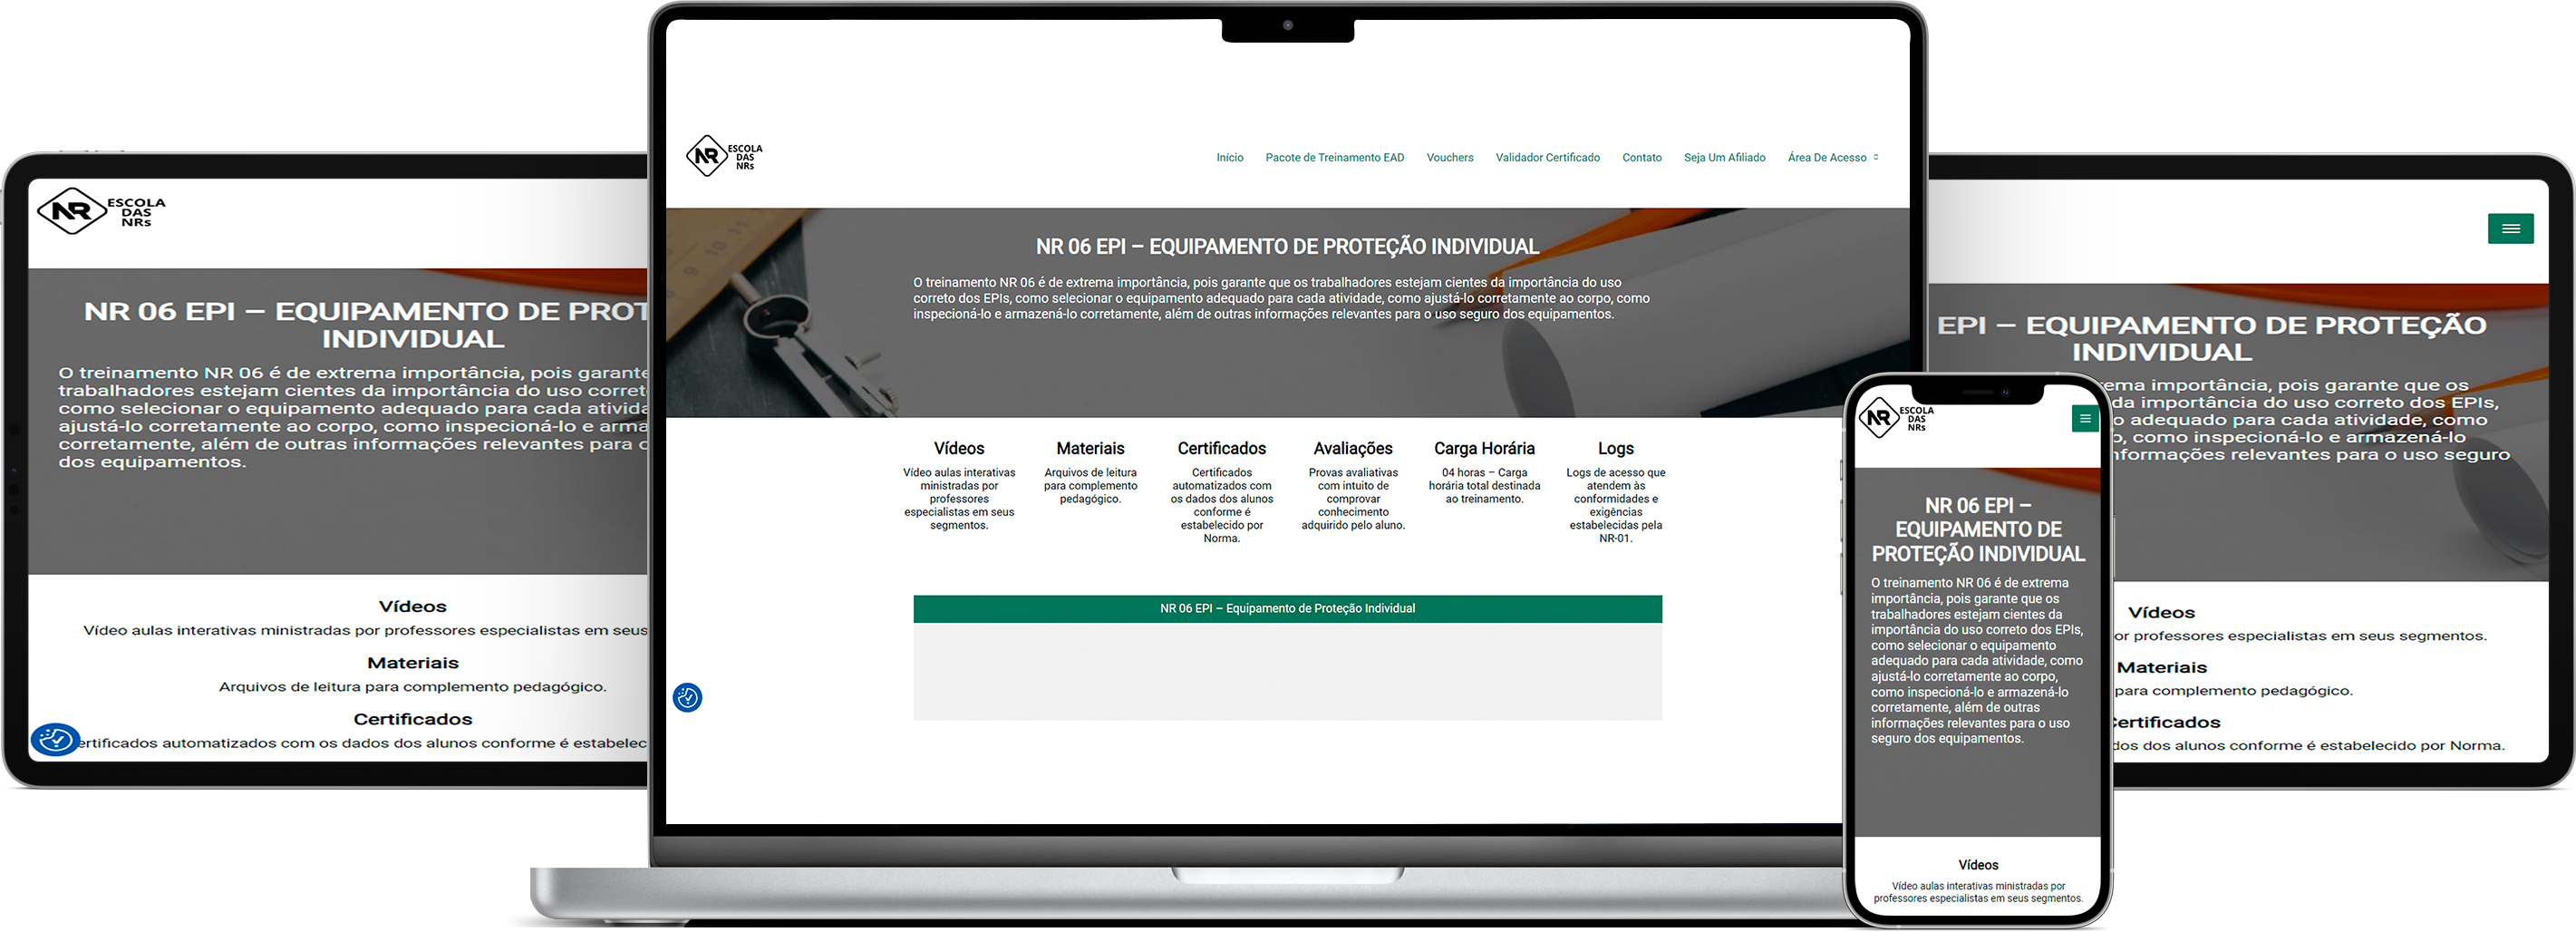 ESCOLA
DAS
NRs
NR
NR 06 EPI – EQUIPAMENTO DE PROT
INDIVIDUAL
O treinamento NR 06 é de extrema importância, pois garante
trabalhadores estejam cientes da importância do uso corret
como selecionar o equipamento adequado para cada ativida
ajustá-lo corretamente ao corpo, como inspecioná-lo e arma
corretamente, além de outras informações relevantes para o
dos equipamentos.
Vídeos
Vídeo aulas interativas ministradas por professores especialistas em seus
Materiais
Arquivos de leitura para complemento pedagógico.
Certificados
ertificados automatizados com os dados dos alunos conforme é estabelec
NR
ESCOLA
DAS
NRs
Início Pacote de Treinamento EAD Vouchers Validador Certificado Contato Seja Um Afiliado Área De Acesso
NR 06 EPI – EQUIPAMENTO DE PROTEÇÃO INDIVIDUAL
O treinamento NR 06 é de extrema importância, pois garante que os trabalhadores estejam cientes da importância do uso
correto dos EPIs, como selecionar o equipamento adequado para cada atividade, como ajustá-lo corretamente ao corpo, como
inspecioná-lo e armazená-lo corretamente, além de outras informações relevantes para o uso seguro dos equipamentos.
Vídeos
Vídeo aulas interativas
ministradas por
professores
especialistas em seus
segmentos.
Materiais
Arquivos de leitura
para complemento
pedagógico.
Certificados
Certificados
automatizados com
os dados dos alunos
conforme é
estabelecido por
Norma.
Avaliações
Provas avaliativas
com intuito de
comprovar
conhecimento
adquirido pelo aluno.
Carga Horária
04 horas – Carga
horária total destinada
ao treinamento.
Logs
Logs de acesso que
atendem às
conformidades e
exigências
estabelecidas pela
NR-01.
NR 06 EPI – Equipamento de Proteção Individual
NR
ESCOLA
DAS
NRs
NR 06 EPI –
EQUIPAMENTO DE
PROTEÇÃO INDIVIDUAL
O treinamento NR 06 é de extrema
importância, pois garante que os
trabalhadores estejam cientes da
importância do uso correto dos EPIs,
como selecionar o equipamento
adequado para cada atividade, como
ajustá-lo corretamente ao corpo,
como inspecioná-lo e armazená-lo
corretamente, além de outras
informações relevantes para o uso
seguro dos equipamentos.
Vídeos
Vídeo aulas interativas ministradas por
professores especialistas em seus segmentos.
EPI – EQUIPAMENTO DE PROTEÇÃO
INDIVIDUAL
rema importância, pois garante que os
da importância do uso correto dos EPIs,
o adequado para cada atividade, como
o, como inspecioná-lo e armazená-lo
nformações relevantes para o uso seguro
Vídeos
or professores especialistas em seus segmentos.
Materiais
para complemento pedagógico.
Certificados
dos dos alunos conforme é estabelecido por Norma.